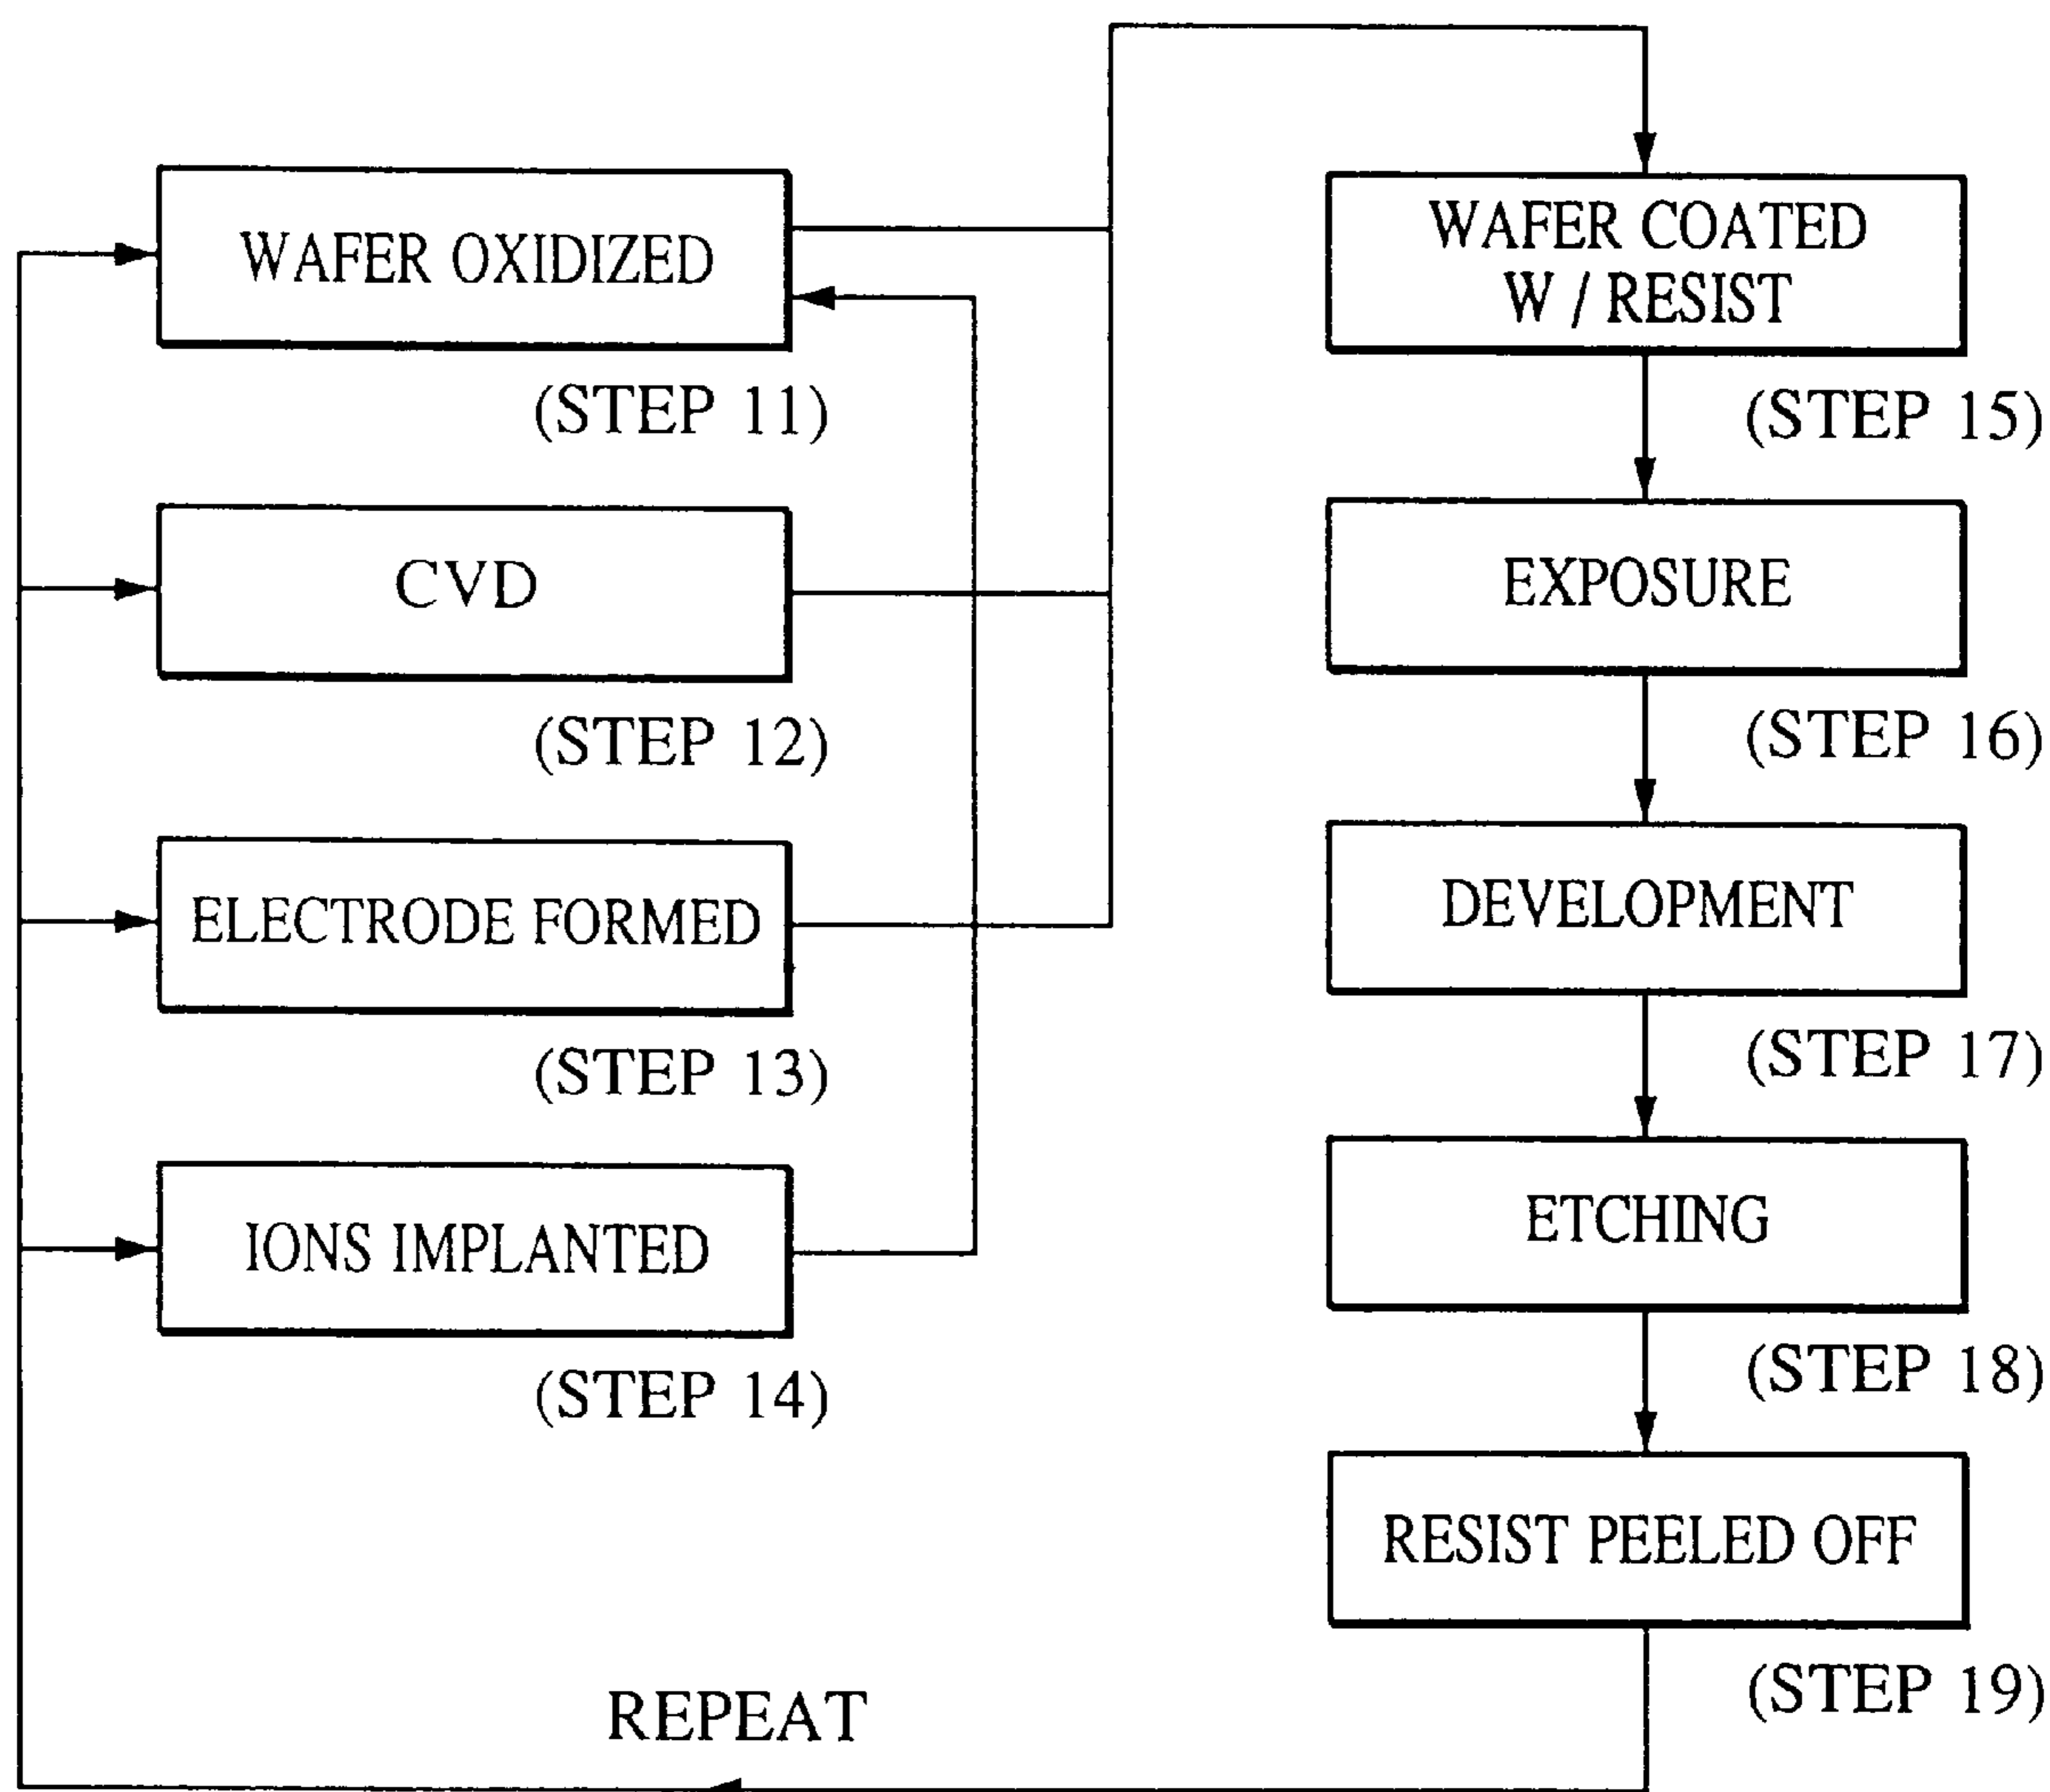 WAFER OXIDIZED
(STEP 11)
CVD
(STEP 12)
ELECTRODE FORMED
(STEP 13)
IONS IMPLANTED
(STEP 14)
WAFER COATED
W / RESIST
(STEP 15)
EXPOSURE
(STEP 16)
DEVELOPMENT
(STEP 17)
ETCHING
(STEP 18)
RESIST PEELED OFF
(STEP 19)
REPEAT